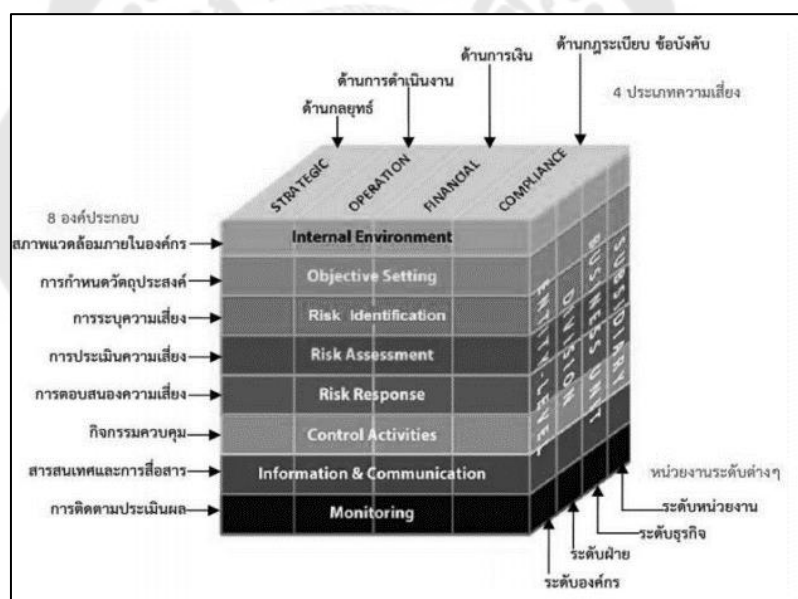 ด้านกฎระเบียบ ข้อบังคับ
ด้านการเงิน
ด้านการดำเนินงาน
ด้านกลยุทธ์
4 ประเภทความเสี่ยง
STRATEGIC
OPERATION
FINANCIAL
COMPLIANCE
8 องค์ประกอบ
สภาพแวดล้อมภายในองค์กร
Internal Environment
การกำหนดวัตถุประสงค์
Objective Setting
การระบุความเสี่ยง
Risk Identification
การประเมินความเสี่ยง
Risk Assessment
การตอบสนองความเสี่ยง
Risk Response
กิจกรรมควบคุม
Control Activities
สารสนเทศและการสื่อสาร
Information & Communication
การติดตามประเมินผล
Monitoring
ENTITY LEVEL
DIVISION
BUSINESS UNIT
SUBSIDIARY
หน่วยงานระดับต่างๆ
ระดับหน่วยงาน
ระดับธุรกิจ
ระดับฝ่าย
ระดับองค์กร